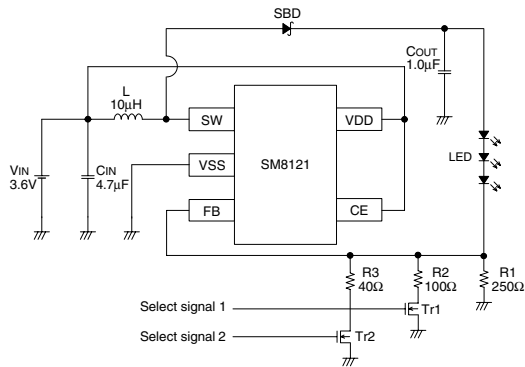 SBD
COUT
1.0μF
L
10μH
SW
VDD
VIN
3.6V
CIN
4.7μF
VSS
SM8121
LED
FB
CE
R3
40Ω
R2
100Ω
R1
250Ω
Select signal 1
Tr1
Select signal 2
Tr2